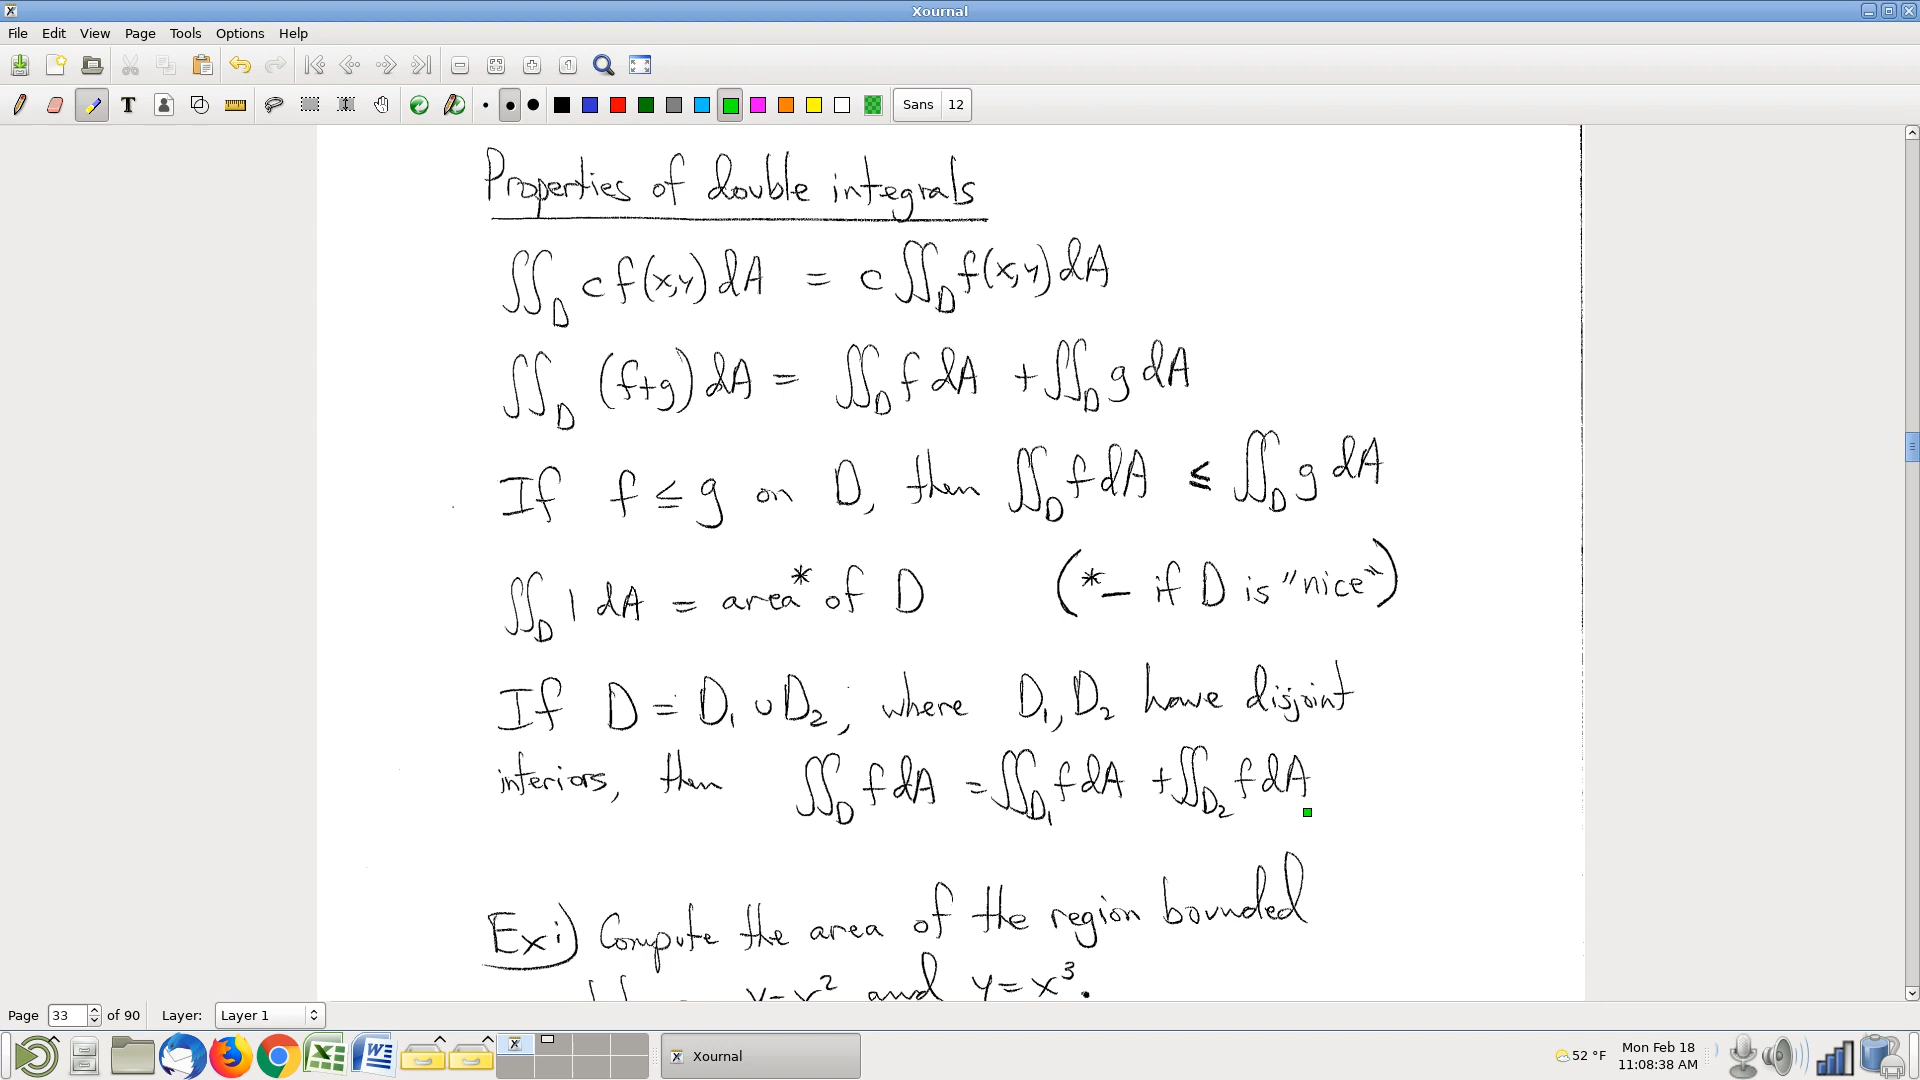 Xournal
File Edit View Page Tools Options Help
Sans 12
Properties of double integrals
∬_D c f(x,y) dA = c ∬_D f(x,y) dA
∬_D (f+g) dA = ∬_D f dA + ∬_D g dA
If f ≤ g on D, then ∬_D f dA ≤ ∬_D g dA
∬_D 1 dA = area* of D (*– if D is "nice")
If D = D₁ ∪ D₂, where D₁, D₂ have disjoint
interiors, then ∬_D f dA = ∬_D₁ f dA + ∬_D₂ f dA
Ex:) Compute the area of the region bounded
y=x² and y=x³.
Page 33 of 90 Layer: Layer 1
Xournal
52 °F
Mon Feb 18
11:08:38 AM